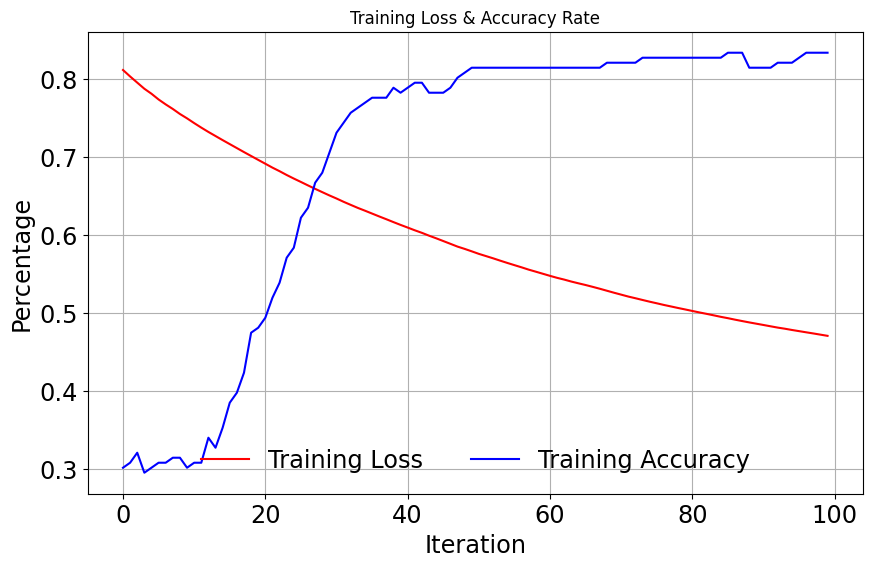 Training Loss & Accuracy Rate
Percentage
0.8
0.7
0.6
0.5
0.4
0.3
Training Loss
Training Accuracy
0 20 40 60 80 100
Iteration